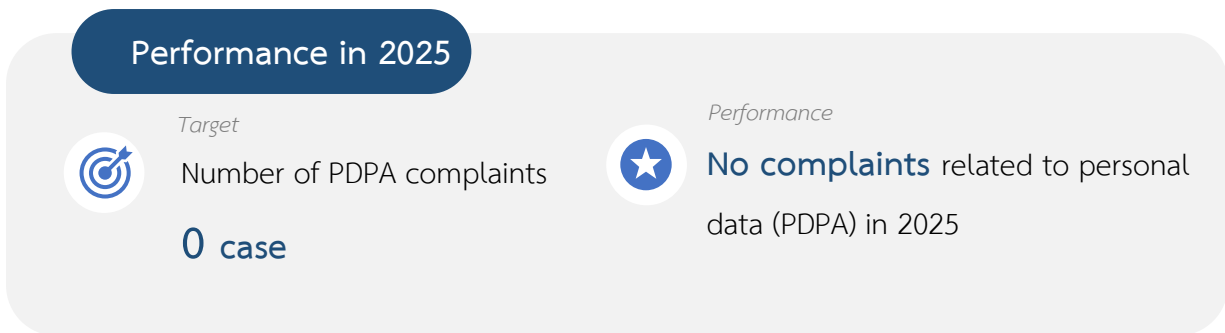 Performance in 2025
Target
Number of PDPA complaints
0 case
Performance
No complaints related to personal
data (PDPA) in 2025